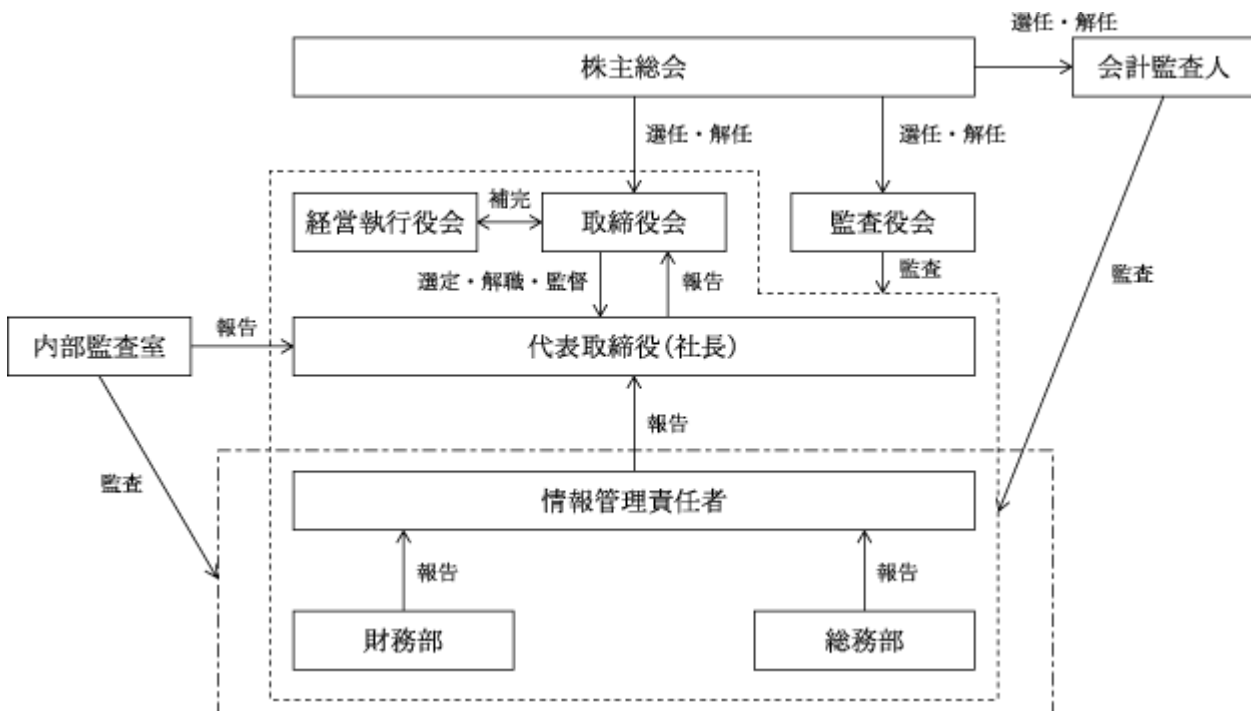 選任・解任
株主総会
会計監査人
選任・解任
選任・解任
経営執行役会
補完
取締役会
監査役会
選定・解職・監督
報告
監査
監査
内部監査室
報告
代表取締役(社長)
報告
監査
情報管理責任者
報告
報告
財務部
総務部